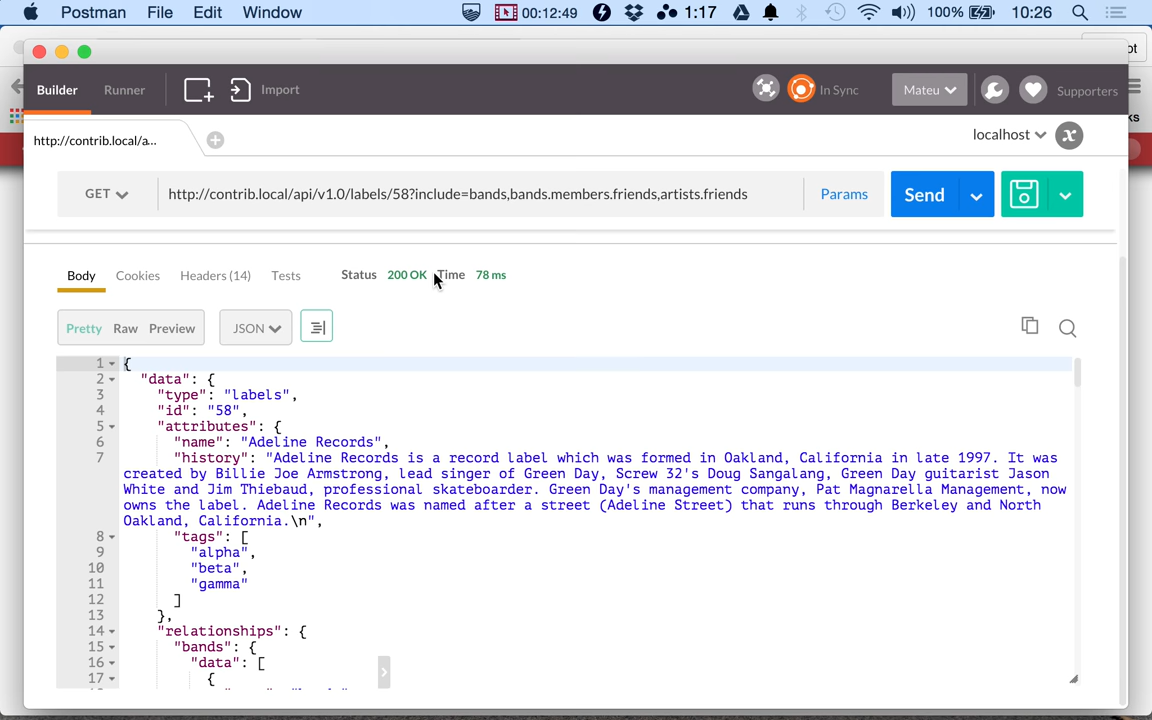 Postman File Edit Window 00:12:49 1:17 100% 10:26
ot
Builder Runner Import In Sync Mateu Supporters
ks
http://contrib.local/a... localhost x
GET http://contrib.local/api/v1.0/labels/58?include=bands,bands.members.friends,artists.friends Params Send
Body Cookies Headers (14) Tests Status 200 OK Time 78 ms
Pretty Raw Preview JSON
1 {
2 "data": {
3 "type": "labels",
4 "id": "58",
5 "attributes": {
6 "name": "Adeline Records",
7 "history": "Adeline Records is a record label which was formed in Oakland, California in late 1997. It was
created by Billie Joe Armstrong, lead singer of Green Day, Screw 32's Doug Sangalang, Green Day guitarist Jason
White and Jim Thiebaud, professional skateboarder. Green Day's management company, Pat Magnarella Management, now
owns the label. Adeline Records was named after a street (Adeline Street) that runs through Berkeley and North
Oakland, California.\n",
8 "tags": [
9 "alpha",
10 "beta",
11 "gamma"
12 ]
13 },
14 "relationships": {
15 "bands": {
16 "data": [
17 {